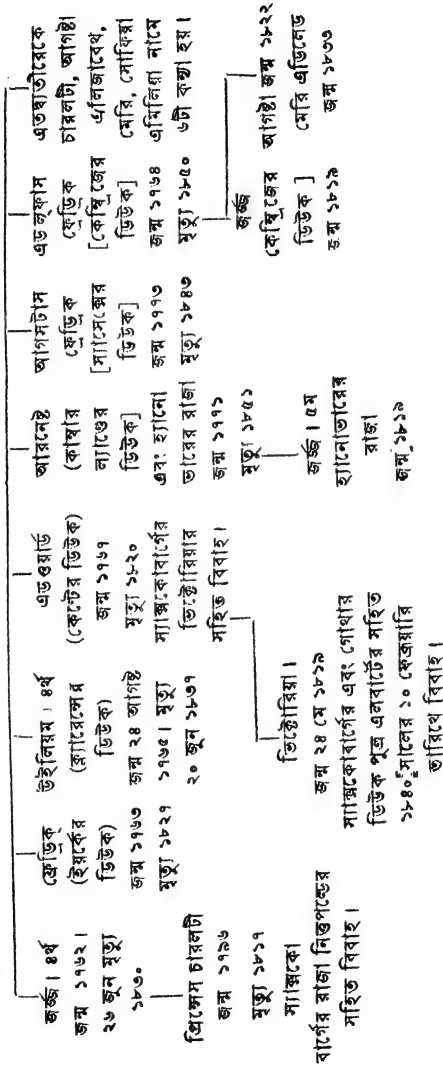 জর্জ্জ । ৪র্থ
জন্ম ১৭৬২ ।
২৬ জুন মৃত্যু
১৮৩০
প্রিন্সেস চারলটী
জন্ম ১৭৯৬
মৃত্যু ১৮১৭
স্যাক্সকো
বার্গের রাজা লিওপল্ডের
সহিত বিবাহ ।
ফ্রেড্রিক্
(ইয়র্কের
ডিউক)
জন্ম ১৭৬৩
মৃত্যু ১৮২৭
উইলিয়ম । ৪র্থ
(ক্ল্যারেন্সের
ডিউক)
জন্ম ২৪ আগষ্ট
১৭৬৫ । মৃত্যু
২০ জুন ১৮৩৭
এডওয়ার্ড
(কেণ্টের ডিউক)
জন্ম ১৭৬৭
মৃত্যু ১৮২০
স্যাক্সকোবার্গের
ভিক্টোরিয়ার
সহিত বিবাহ ।
ভিক্টোরিয়া ।
জন্ম ২৪ মে ১৮১৯
স্যাক্সকোবার্গের এবং গোথার
ডিউক পুত্র এলবার্টের সহিত
১৮৪০ সালের ১০ ফেব্রুয়ারি
তারিখে বিবাহ ।
আরনেষ্ট
(কাম্বার
ল্যাণ্ডের
ডিউক]
এবং হ্যানো
ভারের রাজা
জন্ম ১৭৭১
মৃত্যু ১৮৫১
জর্জ্জ । ৫ম
হ্যানোভারের
রাজা
জন্ম ১৮১৯
আগসটাস
ফ্রেড্রিক
[স্যাসেক্সের
ডিউক]
জন্ম ১৭৭৩
মৃত্যু ১৮৪৩
এডল্‌ফাস
ফ্রেড্রিক
[কেম্ব্রিজের
ডিউক]
জন্ম ১৭৭৪
মৃত্যু ১৮৫০
জর্জ্জ
কেম্ব্রিজের
ডিউক ]
জন্ম ১৮১৯
আগষ্টা জন্ম ১৮২২
মেরি এডিলেড
জন্ম ১৮৩৩
এতদ্ব্যতীরেকে
চারলটী, আগষ্টা
এলিজাবেথ,
মেরি, সোফিয়া
এমিলিয়া নামে
৬টী কন্যা হয় ।